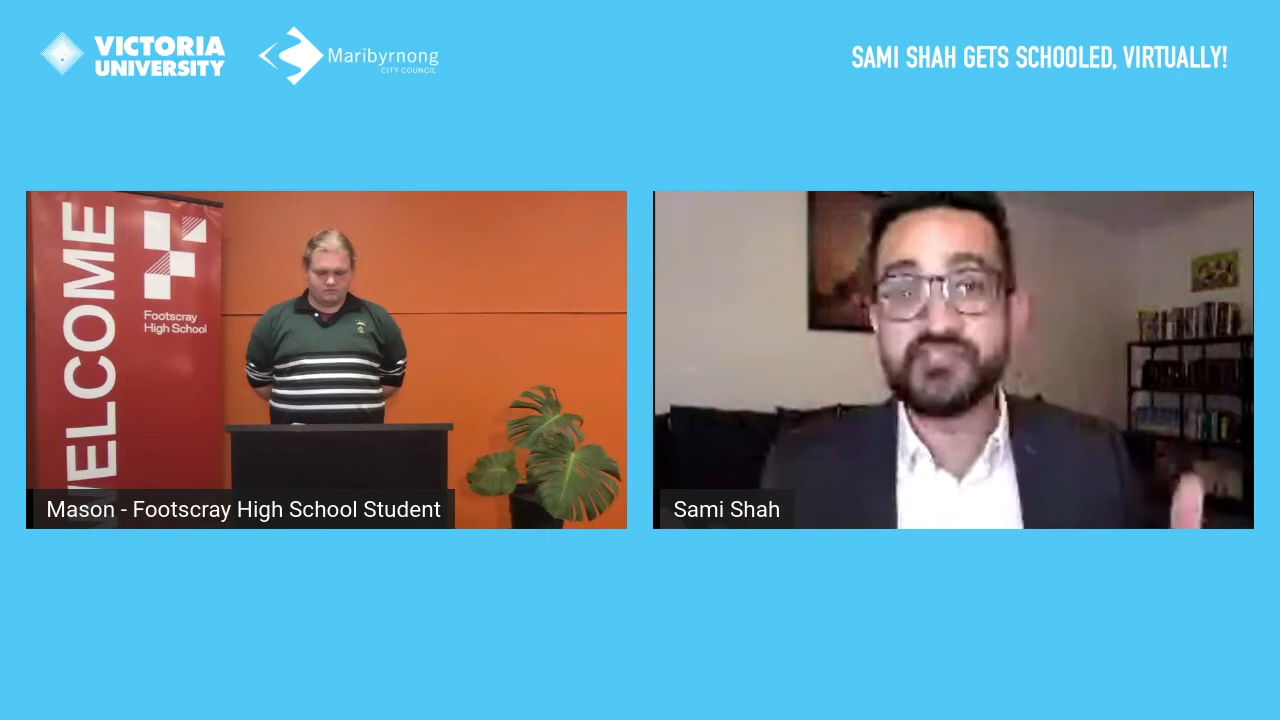 VICTORIA
UNIVERSITY
Maribyrnong
CITY COUNCIL
SAMI SHAH GETS SCHOOLED, VIRTUALLY!
WELCOME
Footscray
High School
Mason - Footscray High School Student
Sami Shah